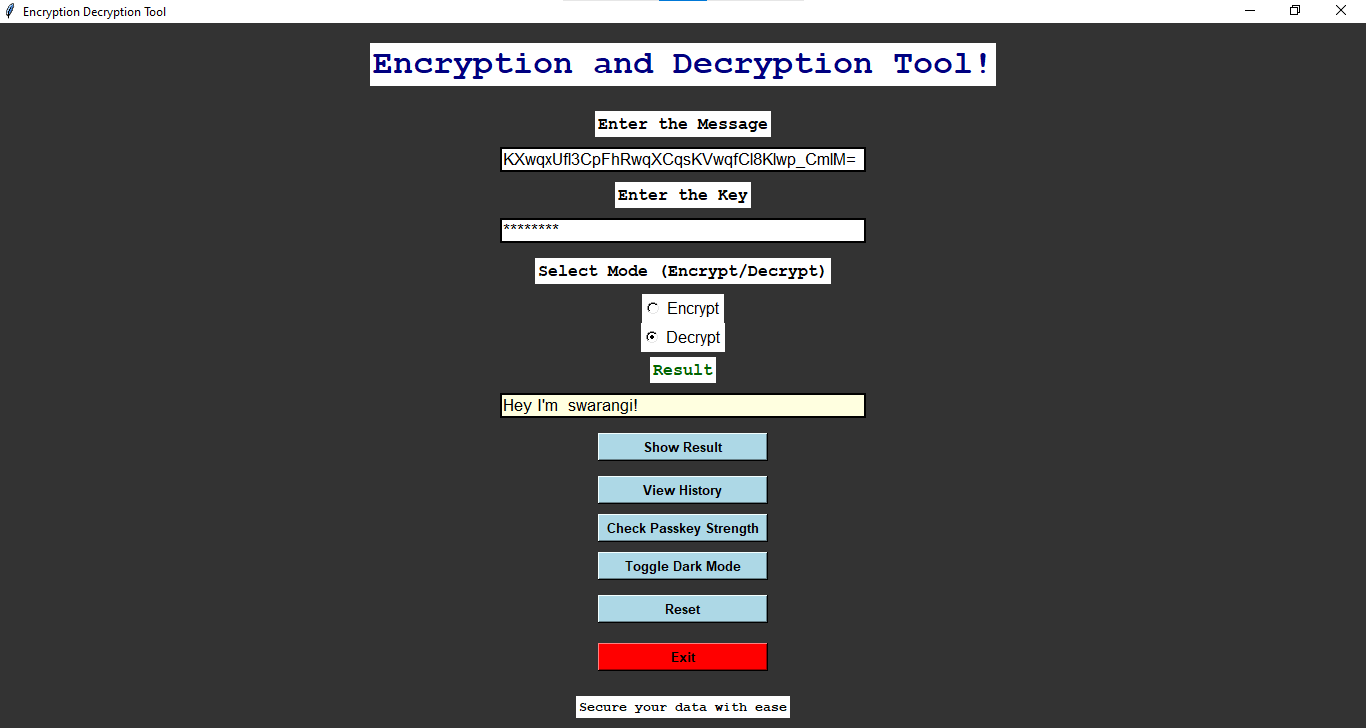 Encryption Decryption Tool
Encryption and Decryption Tool!
Enter the Message
KXwqxUfl3CpFhRwqXCqsKVwqfCl8Klwp_CmlM=
Enter the Key
********
Select Mode (Encrypt/Decrypt)
Encrypt
Decrypt
Result
Hey I'm  swarangi!
Show Result
View History
Check Passkey Strength
Toggle Dark Mode
Reset
Exit
Secure your data with ease